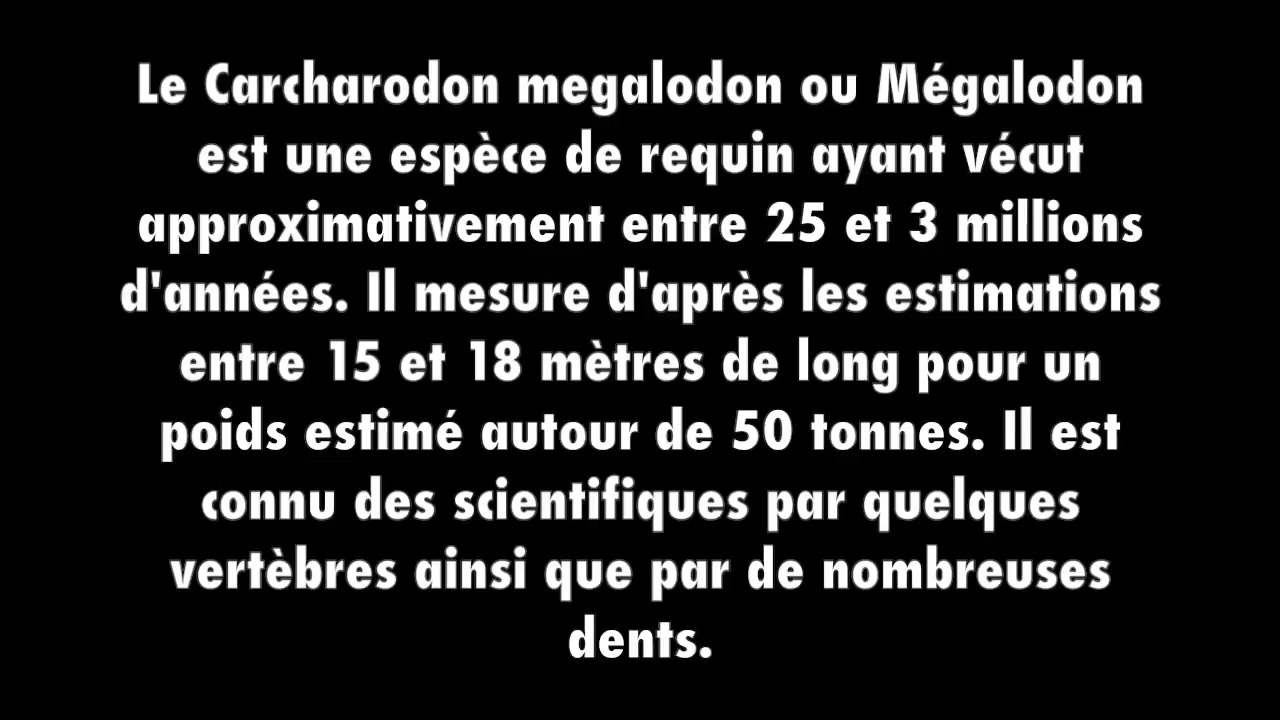 Le Carcharodon megalodon ou Mégalodon
est une espèce de requin ayant vécut
approximativement entre 25 et 3 millions
d'années. Il mesure d'après les estimations
entre 15 et 18 mètres de long pour un
poids estimé autour de 50 tonnes. Il est
connu des scientifiques par quelques
vertèbres ainsi que par de nombreuses
dents.